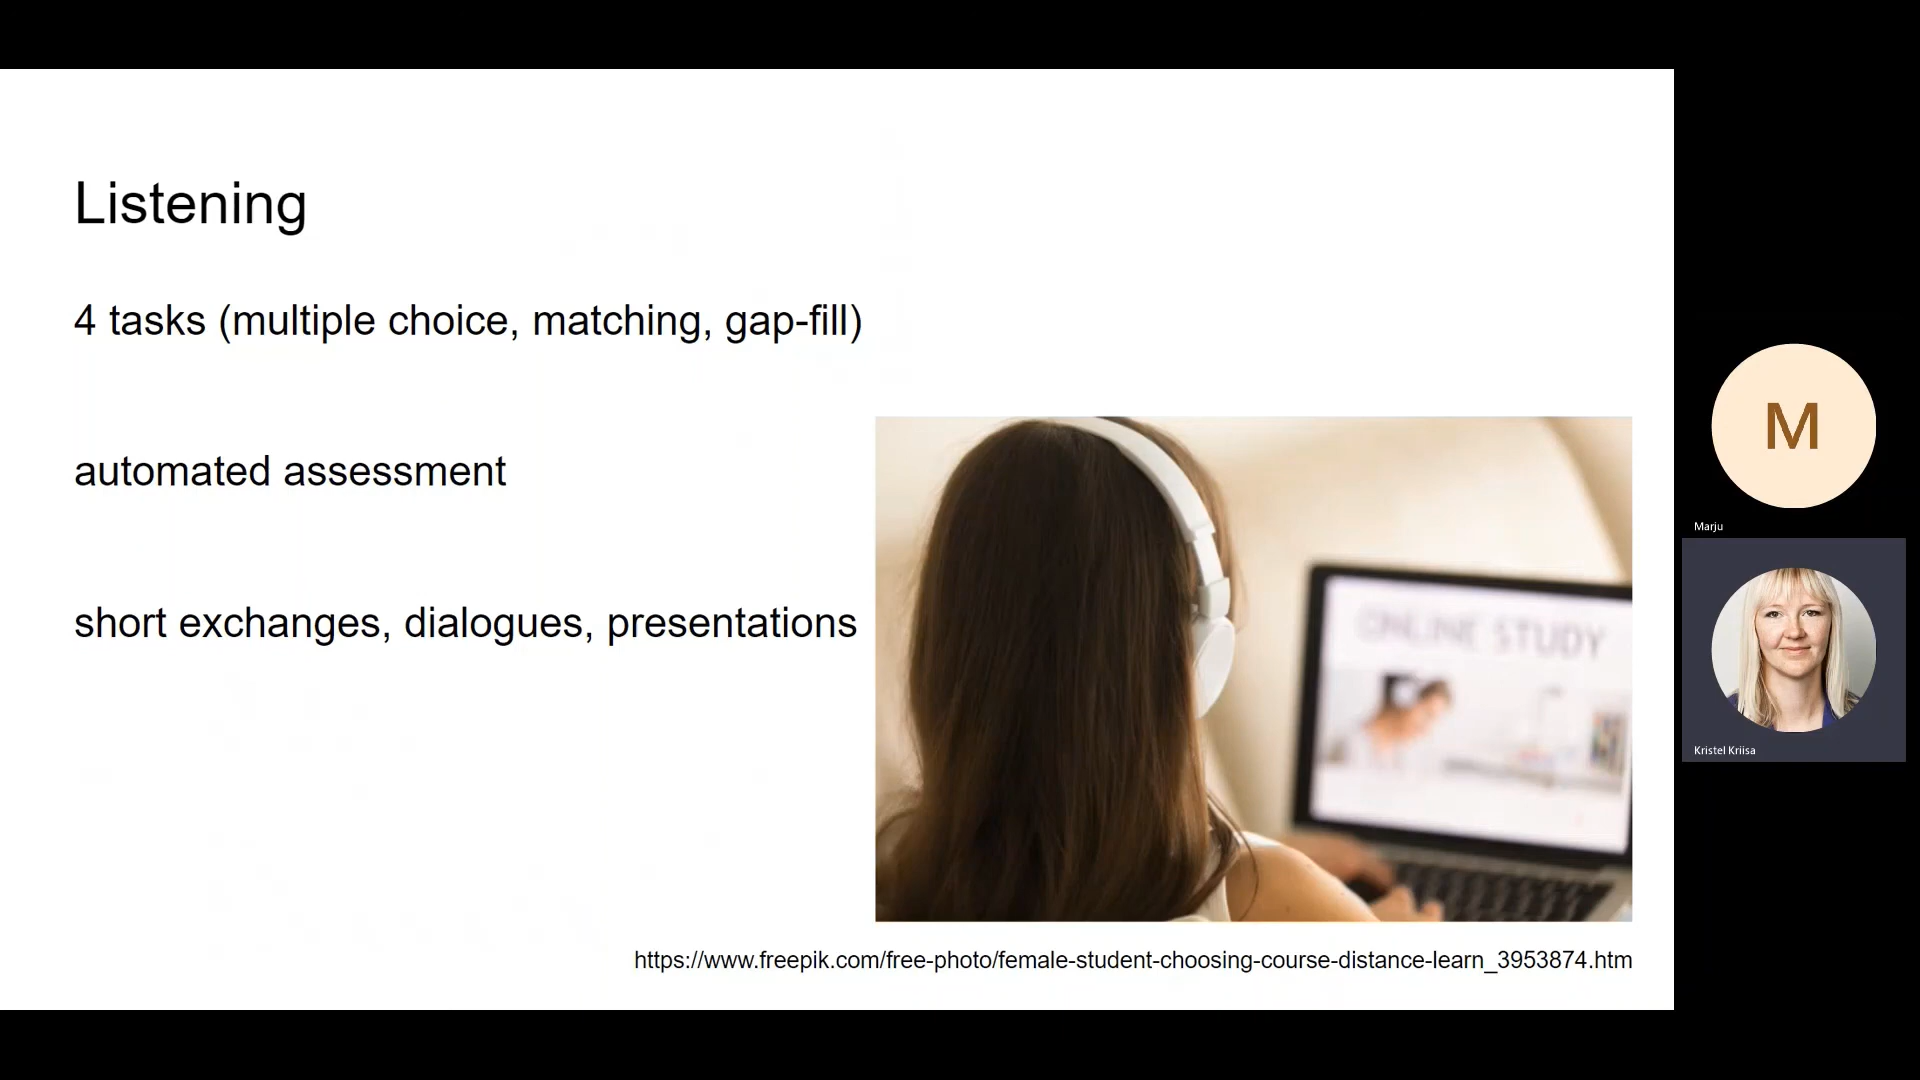 Listening
4 tasks (multiple choice, matching, gap-fill)
automated assessment
short exchanges, dialogues, presentations
ONLINE STUDY
https://www.freepik.com/free-photo/female-student-choosing-course-distance-learn_3953874.htm
M
Marju
Kristel Kriisa